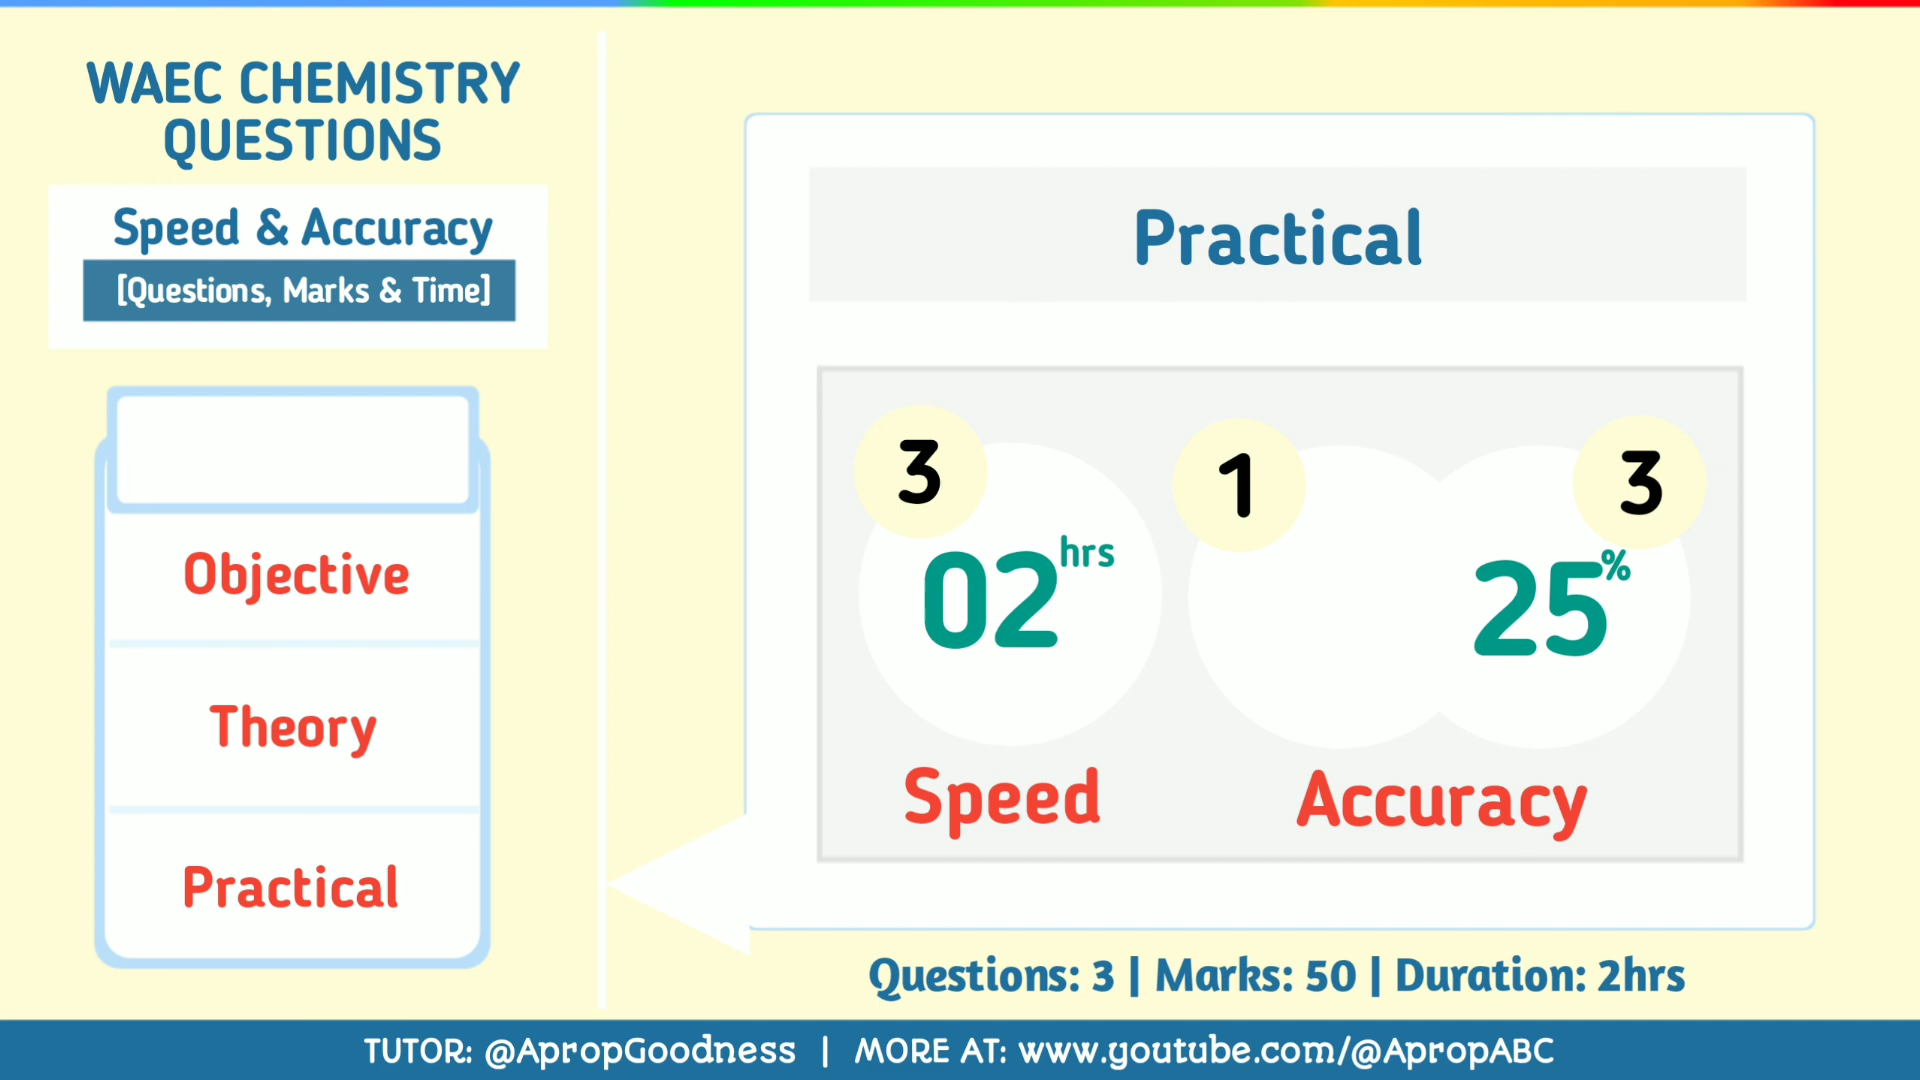 WAEC CHEMISTRY
QUESTIONS
Speed & Accuracy
[Questions, Marks & Time]
Objective
Theory
Practical
Practical
3
02hrs
Speed
1
3
25%
Accuracy
Questions: 3 | Marks: 50 | Duration: 2hrs
TUTOR: @ApropGoodness | MORE AT: www.youtube.com/@ApropABC